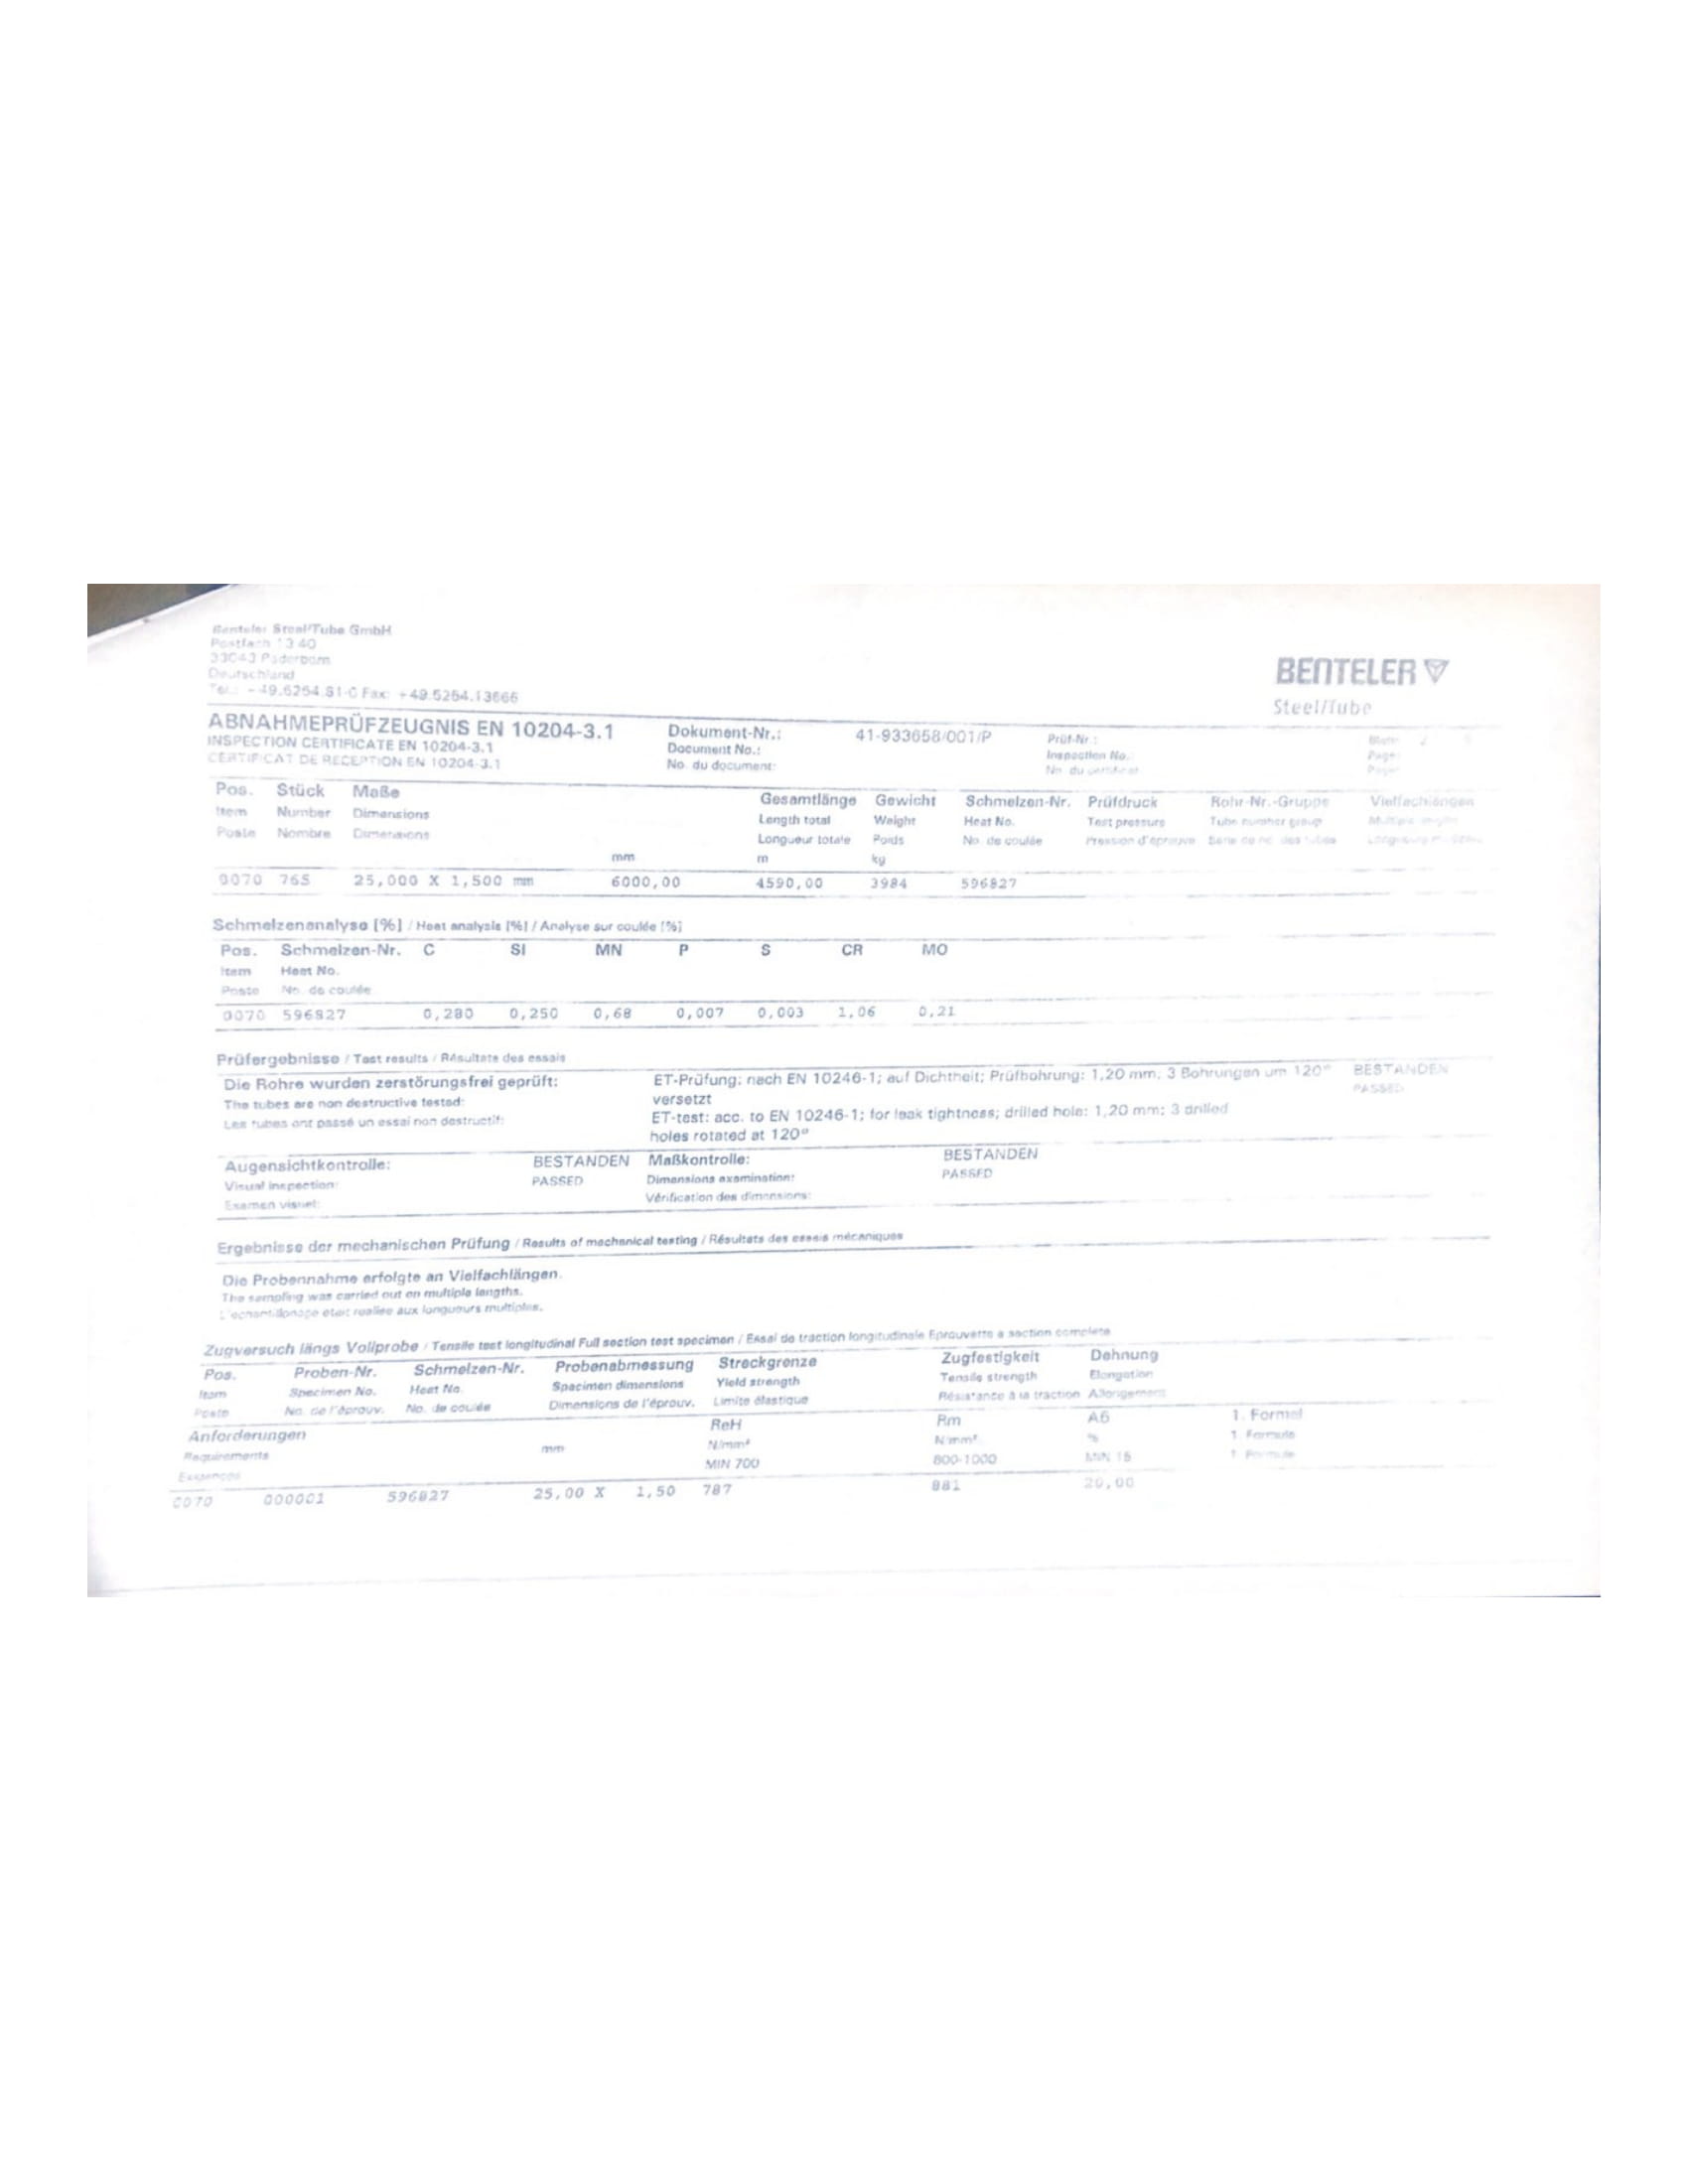 Benteler Steel/Tube GmbH
Postfach 13 40
33043 Paderborn
Deutschland
Tel.: +49.5254.81-0 Fax: +49.5254.13666
BENTELER
Steel/Tube
ABNAHMEPRÜFZEUGNIS EN 10204-3.1 Dokument-Nr.: 41-933658/001/P Prüf-Nr.:
INSPECTION CERTIFICATE EN 10204-3.1 Document No.: Inspection No.:
CERTIFICAT DE RECEPTION EN 10204-3.1 No. du document: No. du certificat
Pos. Stück Maße Gesamtlänge Gewicht Schmelzen-Nr. Prüfdruck Rohr-Nr.-Gruppe Vielfachlängen
Item Number Dimensions Length total Weight Heat No. Test pressure Tube number group
Poste Nombre Dimensions Longueur totale Poids No. de coulée Pression d'épreuve
mm m kg
0070 765 25,000 X 1,500 mm 6000,00 4590,00 3984 596827
Schmelzenanalyse [%] / Heat analysis [%] / Analyse sur coulée [%]
Pos. Schmelzen-Nr. C SI MN P S CR MO
Item Heat No.
Poste No. de coulée
0070 596827 0,280 0,250 0,68 0,007 0,003 1,06 0,21
Prüfergebnisse / Test results / Résultats des essais
Die Rohre wurden zerstörungsfrei geprüft: ET-Prüfung: nach EN 10246-1; auf Dichtheit; Prüfbohrung: 1,20 mm; 3 Bohrungen um 120° BESTANDEN
The tubes are non destructive tested: versetzt PASSED
Les tubes ont passé un essai non destructif: ET-test: acc. to EN 10246-1; for leak tightness; drilled hole: 1,20 mm; 3 drilled
holes rotated at 120°
Augensichtkontrolle: BESTANDEN Maßkontrolle: BESTANDEN
Visual inspection: PASSED Dimensions examination: PASSED
Examen visuel: Vérification des dimensions:
Ergebnisse der mechanischen Prüfung / Results of mechanical testing / Résultats des essais mécaniques
Die Probennahme erfolgte an Vielfachlängen.
The sampling was carried out on multiple lengths.
aux longueurs multiples.
Zugversuch längs Vollprobe / Tensile test longitudinal Full section test specimen / Essai de traction longitudinale Eprouvette a section complete
Pos. Proben-Nr. Schmelzen-Nr. Probenabmessung Streckgrenze Zugfestigkeit Dehnung
Item Specimen No. Heat No. Specimen dimensions Yield strength Tensile strength Elongation
Poste No. de l'éprouv. No. de coulée Dimensions de l'éprouv. Limite élastique Résistance à la traction Allongement
Anforderungen ReH Rm A5 1. Formel
Requirements mm N/mm² N/mm² % 1. Formula
Exigences MIN 700 800-1000 MIN 15 1. Formule
0070 000001 596827 25,00 X 1,50 787 881 20,00